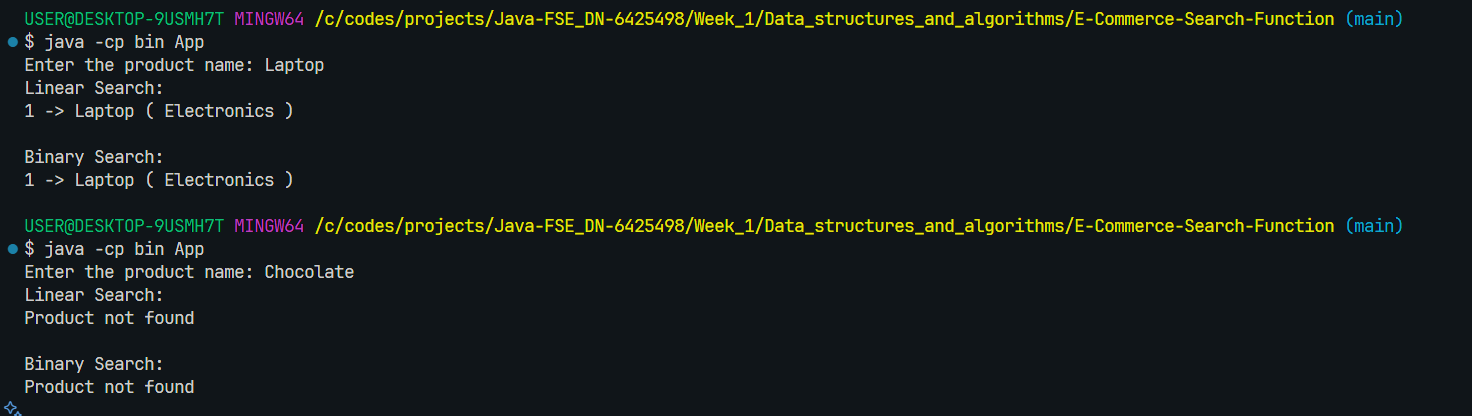 USER@DESKTOP-9USMH7T MINGW64 /c/codes/projects/Java-FSE_DN-6425498/Week_1/Data_structures_and_algorithms/E-Commerce-Search-Function (main)
$ java -cp bin App
Enter the product name: Laptop
Linear Search:
1 -> Laptop ( Electronics )
Binary Search:
1 -> Laptop ( Electronics )
USER@DESKTOP-9USMH7T MINGW64 /c/codes/projects/Java-FSE_DN-6425498/Week_1/Data_structures_and_algorithms/E-Commerce-Search-Function (main)
$ java -cp bin App
Enter the product name: Chocolate
Linear Search:
Product not found
Binary Search:
Product not found